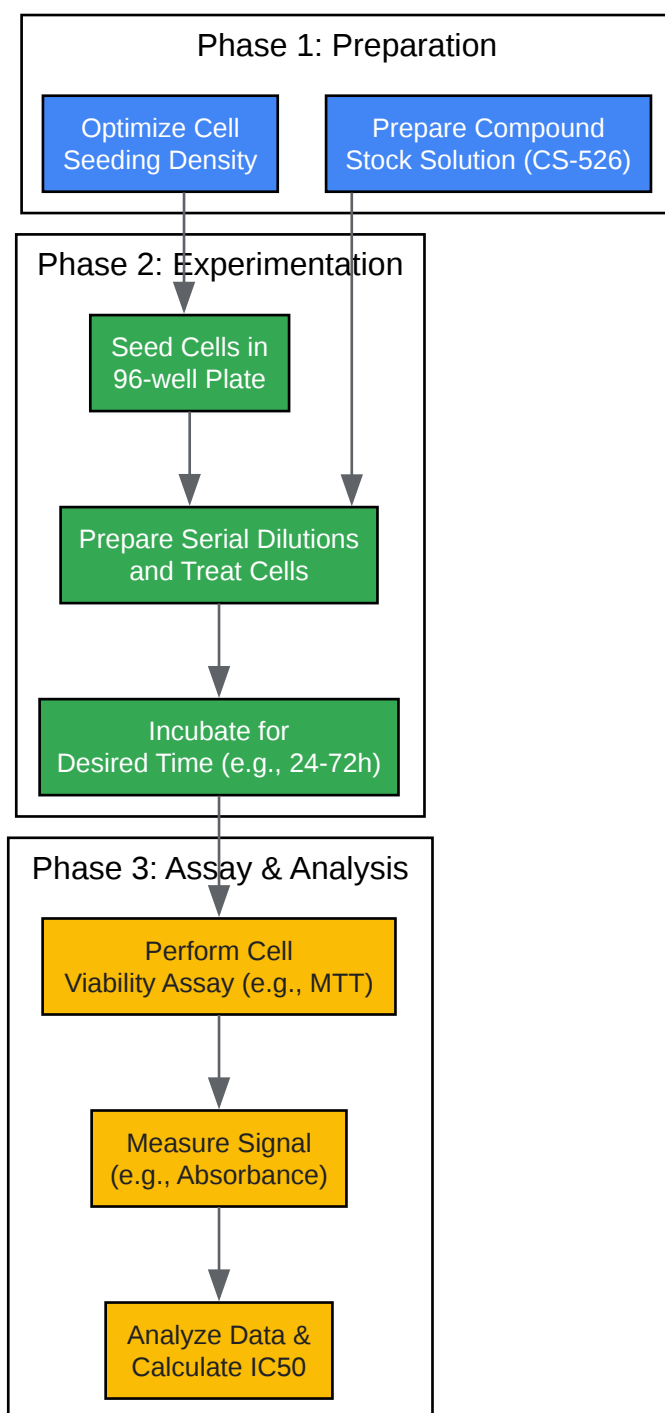 Phase 1: Preparation
Optimize Cell
Seeding Density
Prepare Compound
Stock Solution (CS-526)
Phase 2: Experimentation
Seed Cells in
96-well Plate
Prepare Serial Dilutions
and Treat Cells
Incubate for
Desired Time (e.g., 24-72h)
Phase 3: Assay & Analysis
Perform Cell
Viability Assay (e.g., MTT)
Measure Signal
(e.g., Absorbance)
Analyze Data &
Calculate IC50